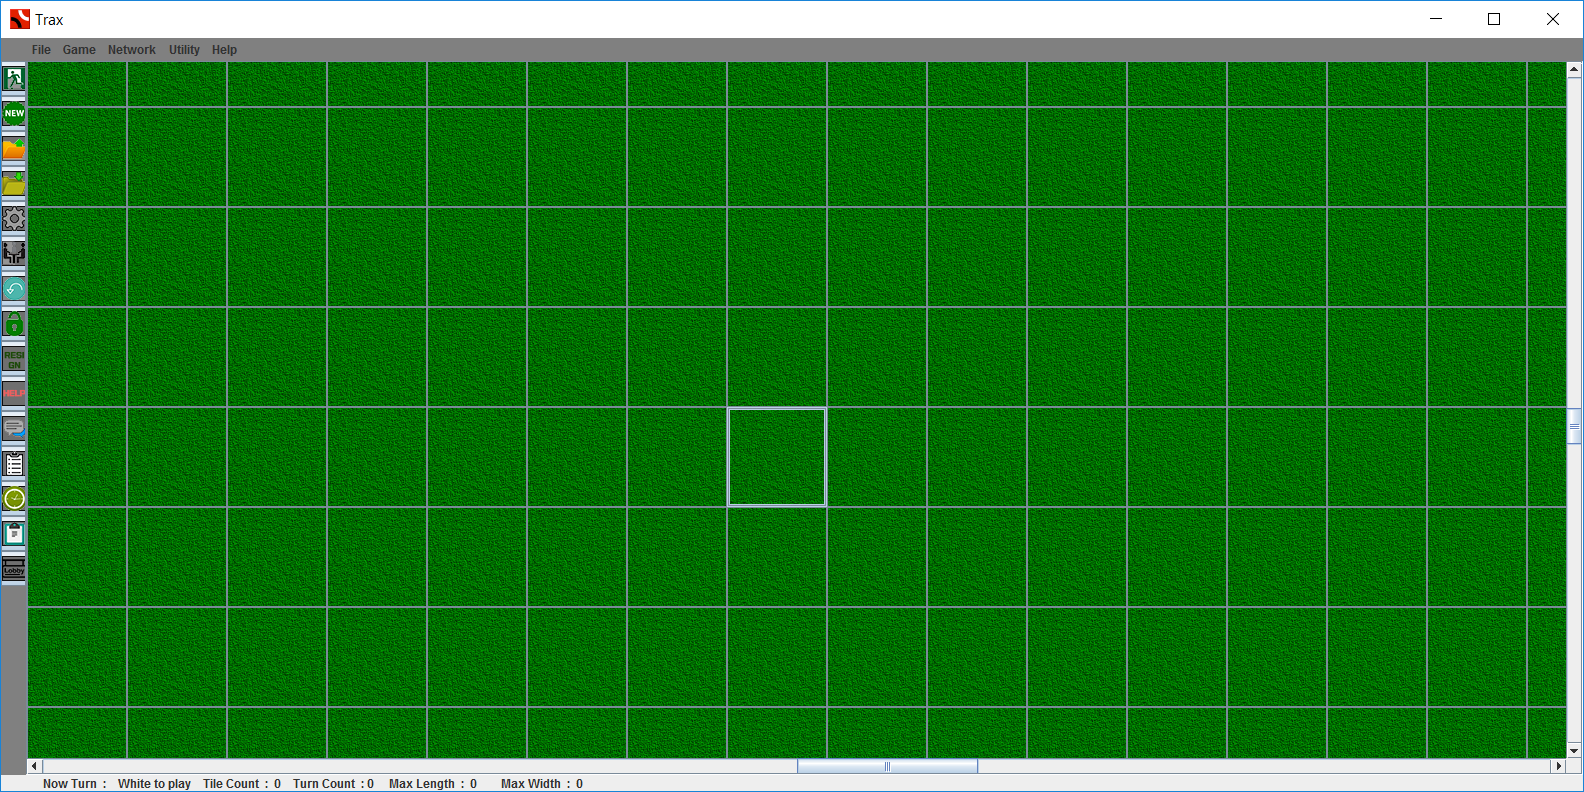 Trax
File Game Network Utility Help
NEW
RESI
GN
HELP
Lobby
Now Turn : White to play Tile Count : 0 Turn Count : 0 Max Length : 0 Max Width : 0